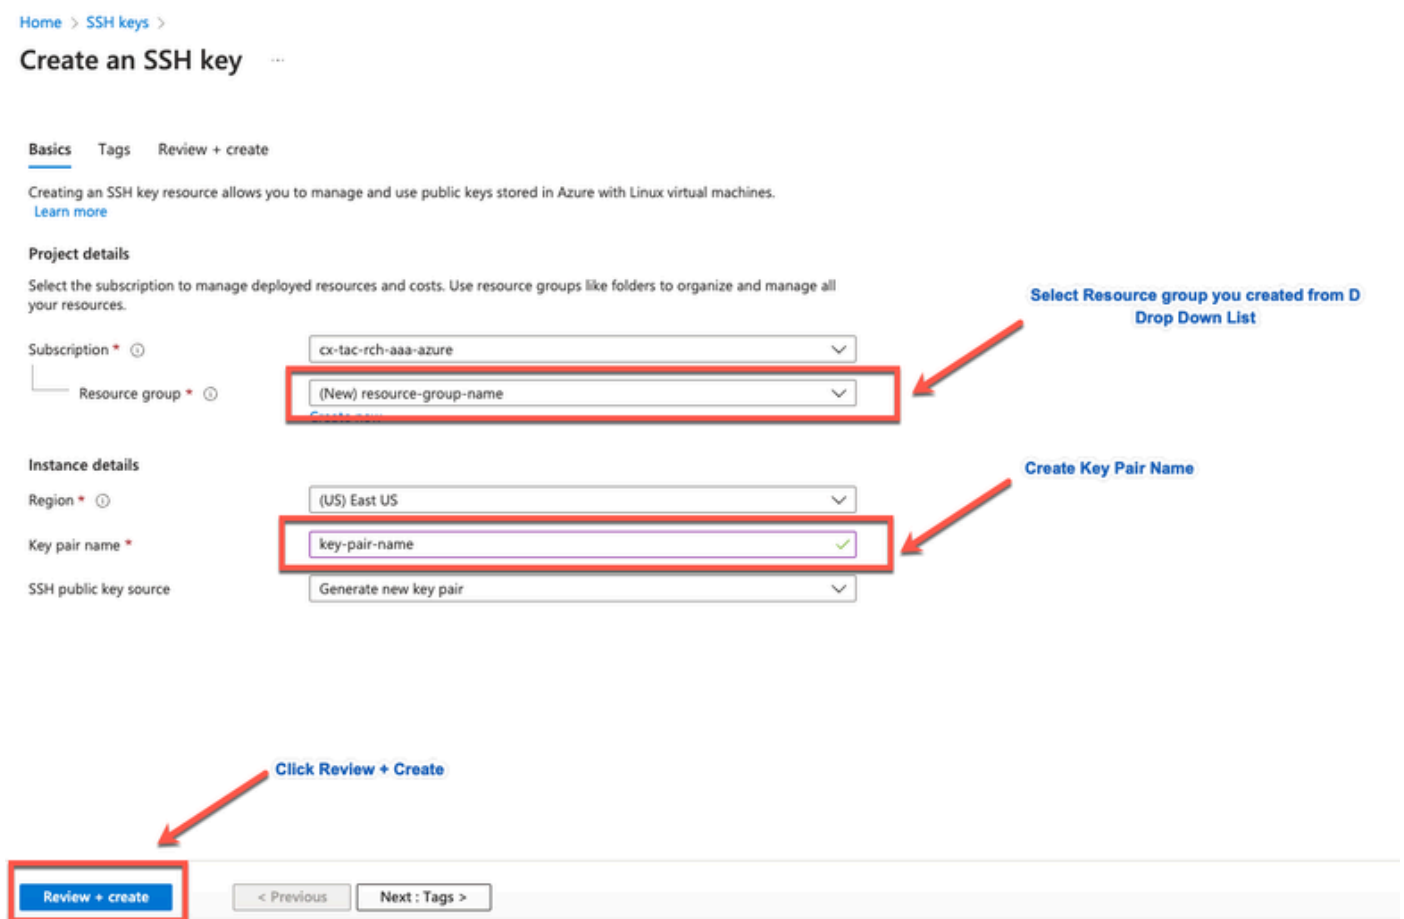 Home > SSH keys >
Create an SSH key ...
Basics Tags Review + create
Creating an SSH key resource allows you to manage and use public keys stored in Azure with Linux virtual machines.
Learn more
Project details
Select the subscription to manage deployed resources and costs. Use resource groups like folders to organize and manage all
your resources.
Select Resource group you created from D
Drop Down List
Subscription * cx-tac-rch-aaa-azure
Resource group * (New) resource-group-name
Create new
Instance details
Create Key Pair Name
Region * (US) East US
Key pair name * key-pair-name
SSH public key source Generate new key pair
Click Review + Create
Review + create < Previous Next : Tags >